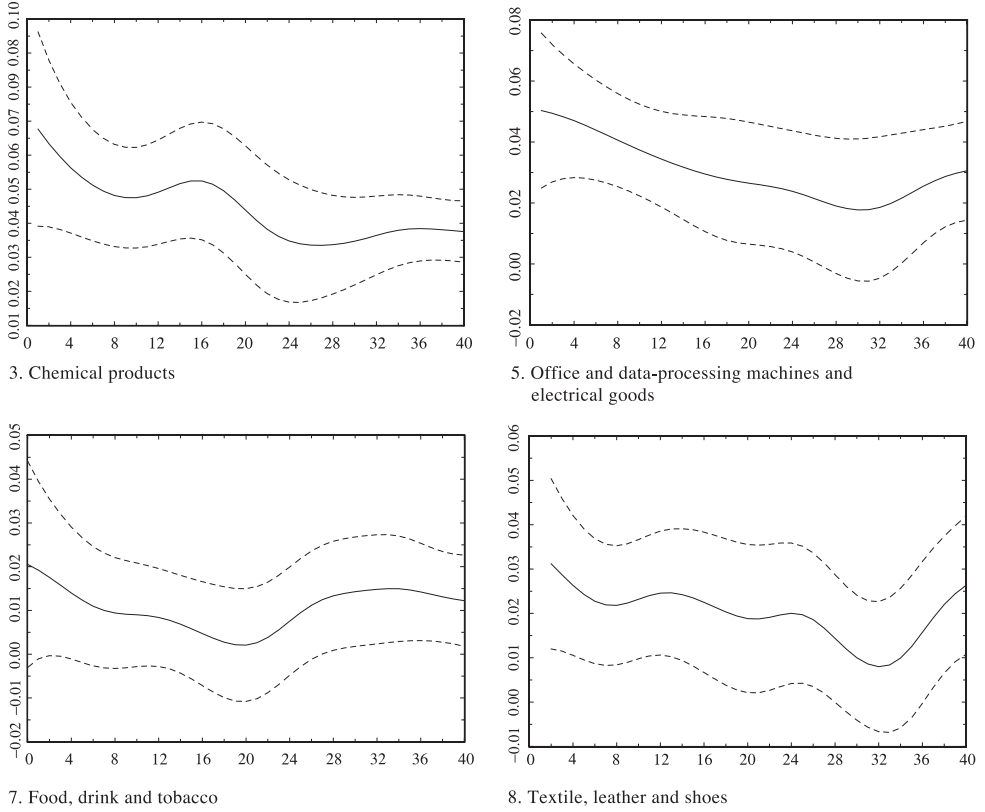 0.01 0.02 0.03 0.04 0.05 0.06 0.07 0.09 0.08 0.10
0 4 8 12 16 20 24 28 32 36 40
3. Chemical products
−0.02 0.00 0.02 0.04 0.06 0.08
0 4 8 12 16 20 24 28 32 36 40
5. Office and data-processing machines and
electrical goods
−0.02 −0.01 0.00 0.01 0.02 0.03 0.04 0.05
0 4 8 12 16 20 24 28 32 36 40
7. Food, drink and tobacco
−0.01 0.00 0.01 0.02 0.03 0.04 0.05 0.06
0 4 8 12 16 20 24 28 32 36 40
8. Textile, leather and shoes